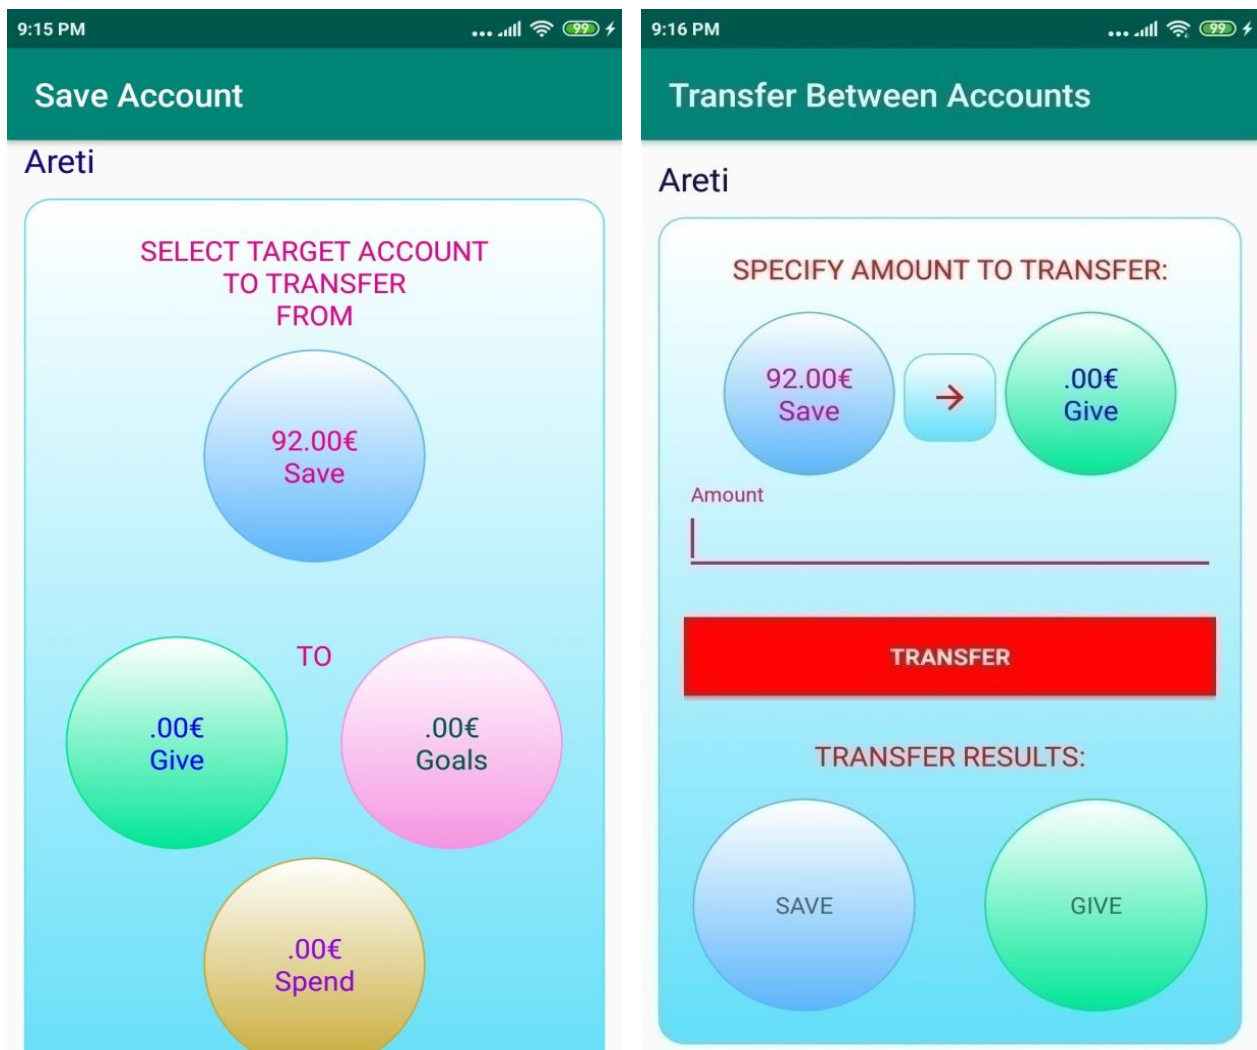 9:15 PM
99
Save Account
Areti
SELECT TARGET ACCOUNT
TO TRANSFER
FROM
92.00€
Save
TO
.00€
Give
.00€
Goals
.00€
Spend
9:16 PM
99
Transfer Between Accounts
Areti
SPECIFY AMOUNT TO TRANSFER:
92.00€
Save
.00€
Give
Amount
TRANSFER
TRANSFER RESULTS:
SAVE
GIVE